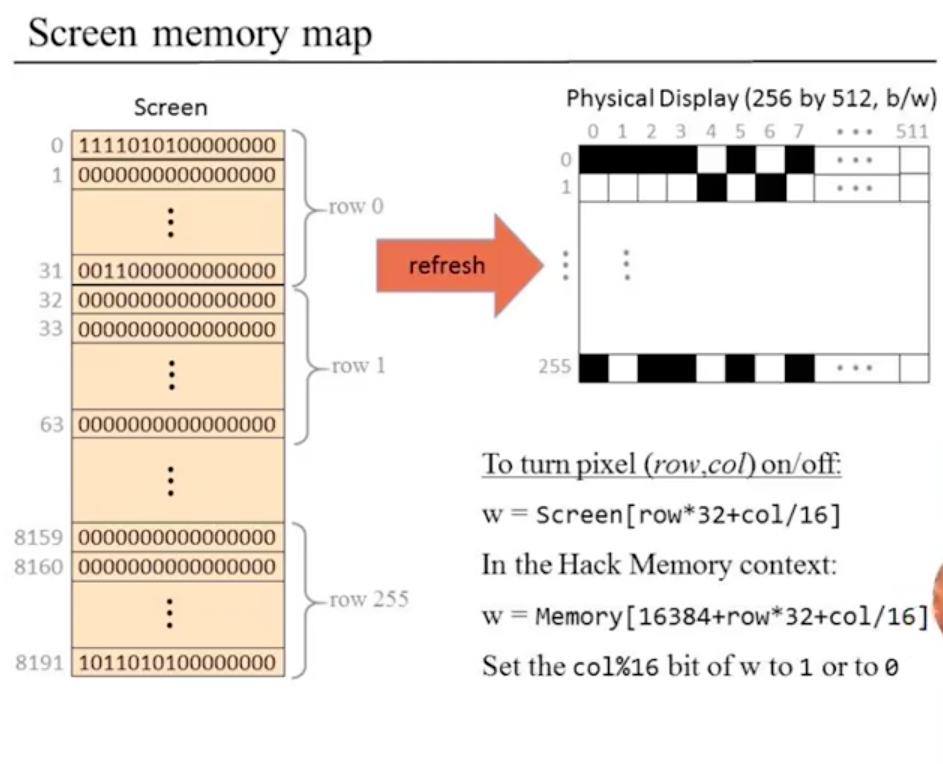 Screen memory map
Screen
0 1111010100000000
1 0000000000000000
row 0
31 0011000000000000
32 0000000000000000
33 0000000000000000
row 1
63 0000000000000000
8159 0000000000000000
8160 0000000000000000
row 255
8191 1011010100000000
refresh
Physical Display (256 by 512, b/w)
0 1 2 3 4 5 6 7 ••• 511
0 •••
1 •••
255 •••
To turn pixel (row,col) on/off:
w = Screen[row*32+col/16]
In the Hack Memory context:
w = Memory[16384+row*32+col/16]
Set the col%16 bit of w to 1 or to 0